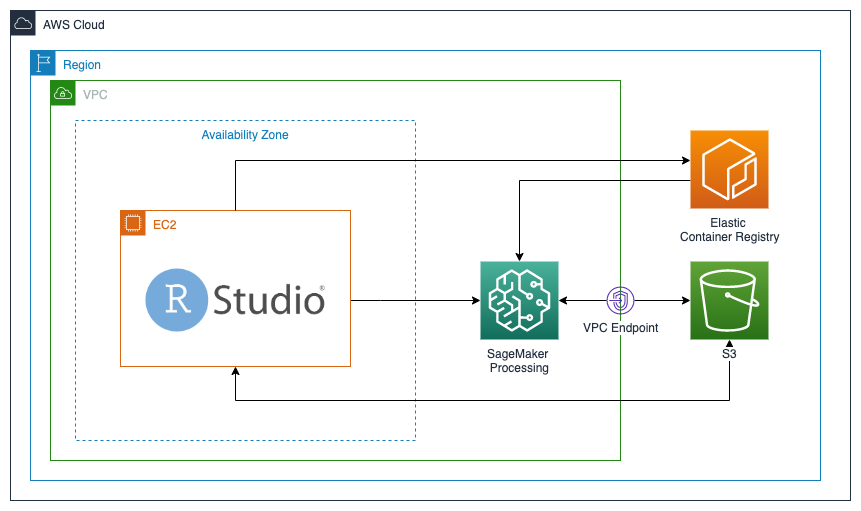 AWS Cloud
Region
VPC
Availability Zone
EC2
R Studio®
Elastic
Container Registry
VPC Endpoint
SageMaker
Processing
S3